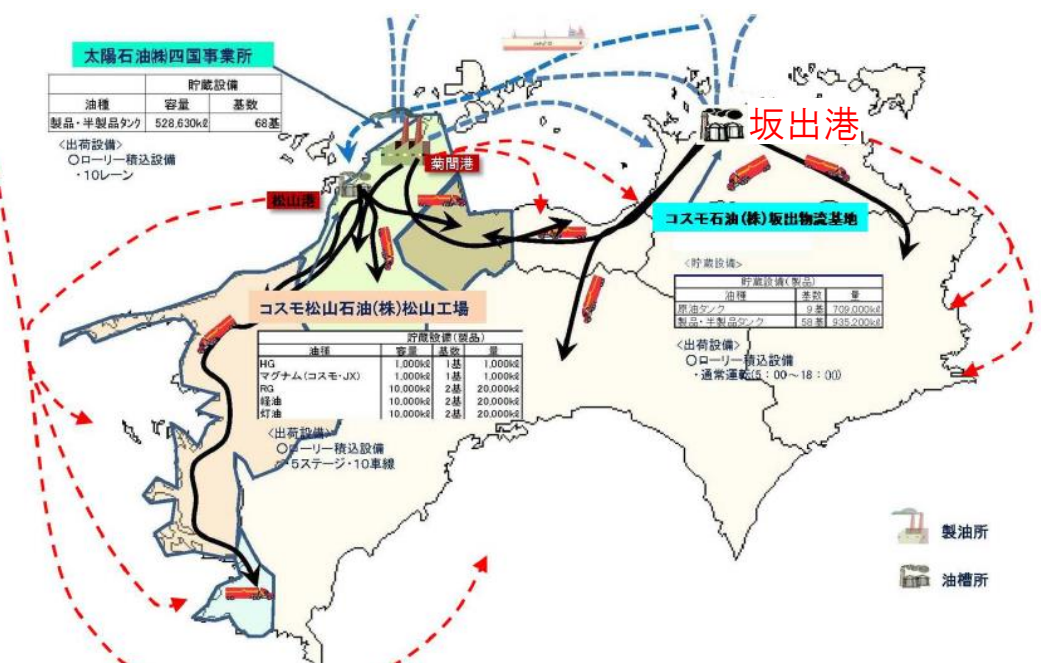 太陽石油㈱四国事業所
貯蔵設備
油種 容量 基数
製品・半製品タンク 528,630kℓ 68基
<出荷設備>
〇ローリー積込設備
・10レーン
菊間港
松山港
坂出港
コスモ石油(株)坂出物流基地
<貯蔵設備>
貯蔵設備(製品)
油種 基数 量
原油タンク 9基 709,000kℓ
製品・半製品タンク 58基 935,200kℓ
<出荷設備>
〇ローリー積込設備
・通常運転(5:00~18:00)
コスモ松山石油(株)松山工場
貯蔵設備(製品)
油種 容量 基数 量
HG 1,000kℓ 1基 1,000kℓ
マグナム(コスモ・JX) 1,000kℓ 1基 1,000kℓ
RG 10,000kℓ 2基 20,000kℓ
軽油 10,000kℓ 2基 20,000kℓ
灯油 10,000kℓ 2基 20,000kℓ
<出荷設備>
〇ローリー積込設備
・5ステージ・10車線
製油所
油槽所